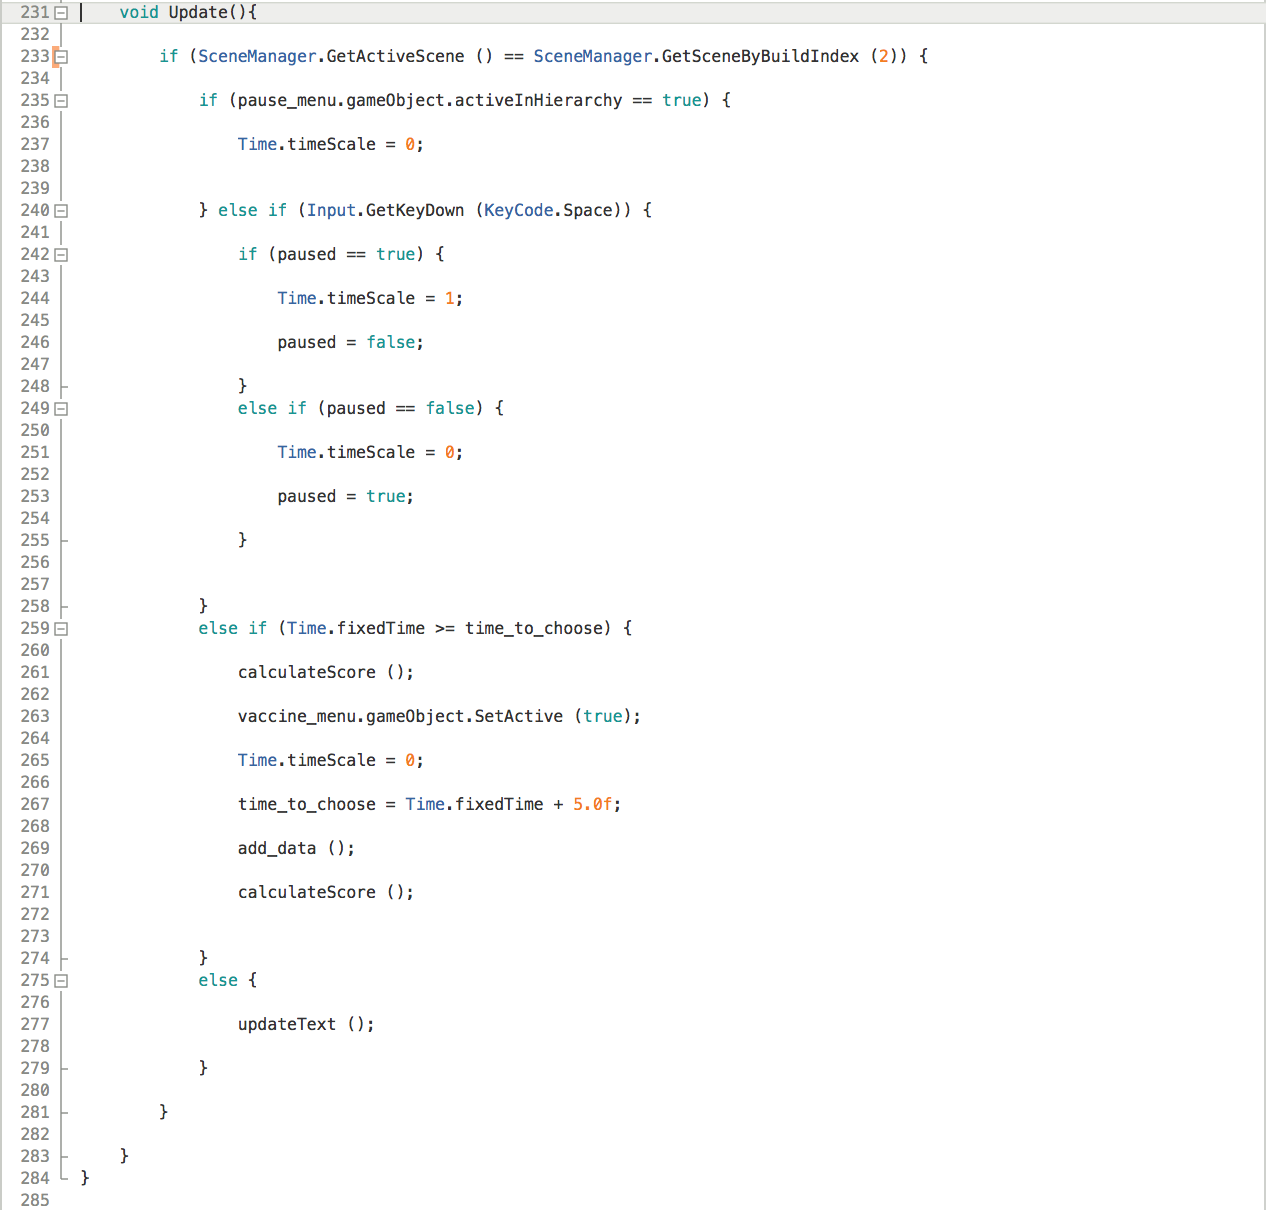 231 void Update(){
232
233 if (SceneManager.GetActiveScene () == SceneManager.GetSceneByBuildIndex (2)) {
234
235 if (pause_menu.gameObject.activeInHierarchy == true) {
236
237 Time.timeScale = 0;
238
239
240 } else if (Input.GetKeyDown (KeyCode.Space)) {
241
242 if (paused == true) {
243
244 Time.timeScale = 1;
245
246 paused = false;
247
248 }
249 else if (paused == false) {
250
251 Time.timeScale = 0;
252
253 paused = true;
254
255 }
256
257
258 }
259 else if (Time.fixedTime >= time_to_choose) {
260
261 calculateScore ();
262
263 vaccine_menu.gameObject.SetActive (true);
264
265 Time.timeScale = 0;
266
267 time_to_choose = Time.fixedTime + 5.0f;
268
269 add_data ();
270
271 calculateScore ();
272
273
274 }
275 else {
276
277 updateText ();
278
279 }
280
281 }
282
283 }
284 }
285